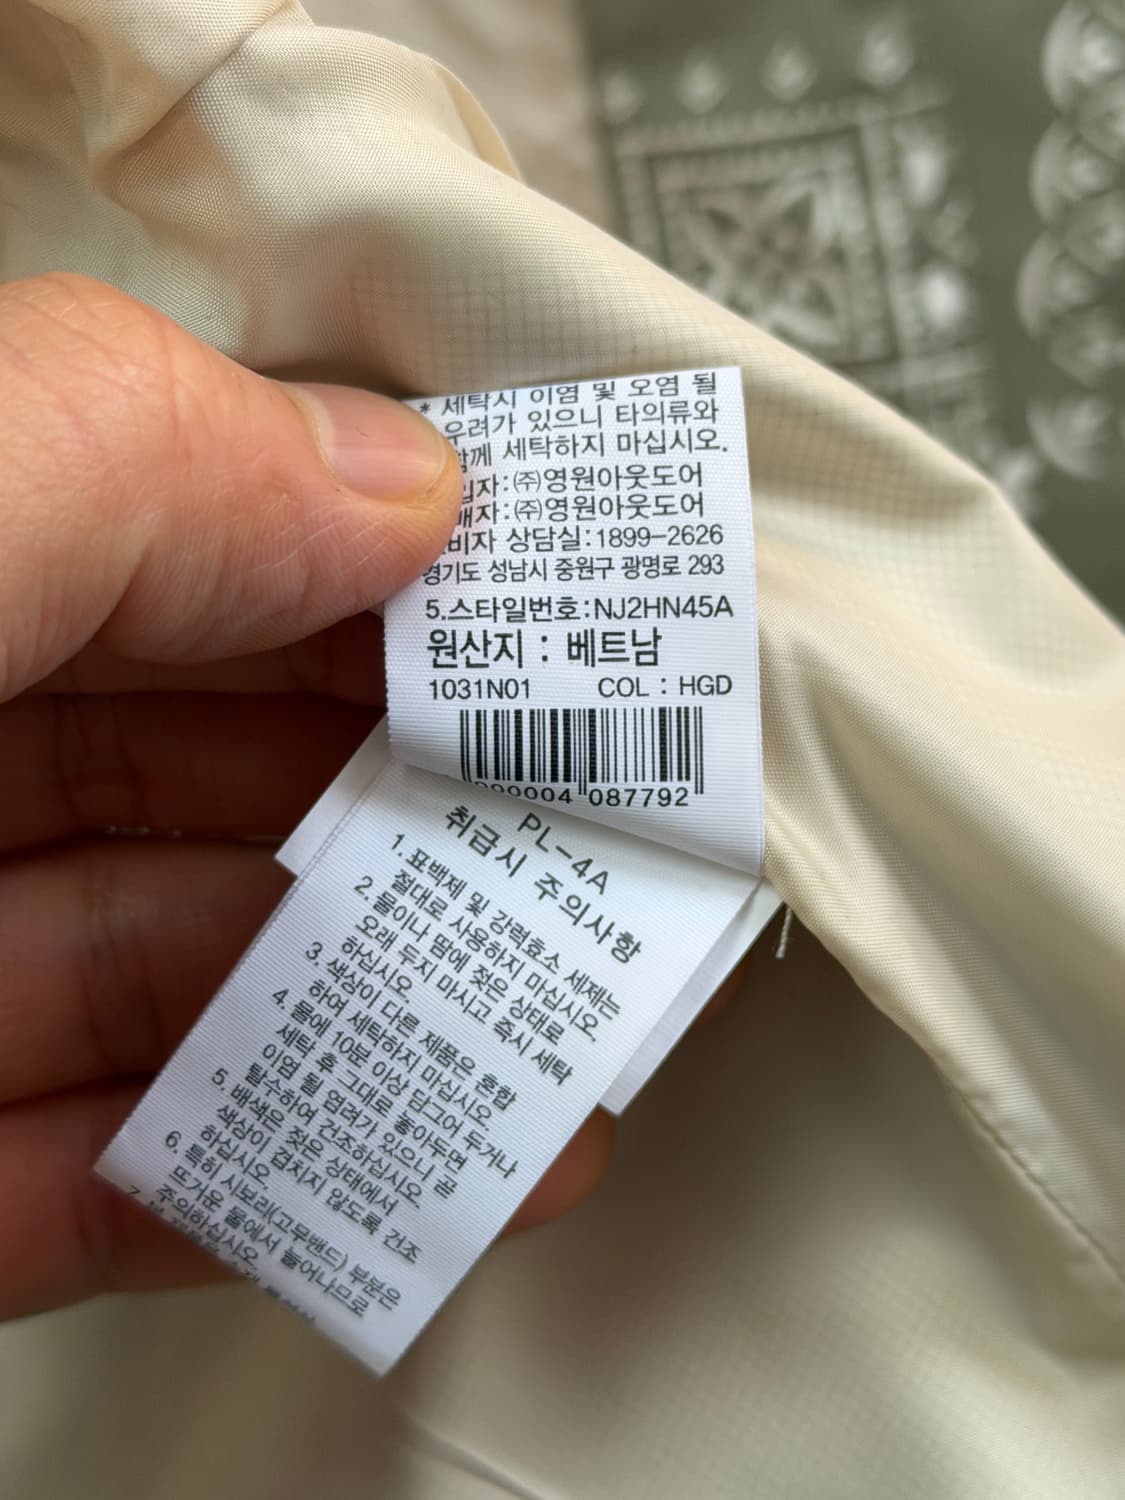 * 세탁시 이염 및 오염 될
우려가 있으니 타의류와
함께 세탁하지 마십시오.
입자:㈜영원아웃도어
매자:㈜영원아웃도어
비자 상담실:1899-2626
경기도 성남시 중원구 광명로 293
5.스타일번호:NJ2HN45A
원산지 : 베트남
1031N01 COL : HGD
000004 087792
PL-4A
취급시 주의사항
1. 표백제 및 강력효소 세제는
절대로 사용하지 마십시오.
2. 물이나 땀에 젖은 상태로
오래 두지 마시고 즉시 세탁
하십시오.
3. 색상이 다른 제품은 혼합
하여 세탁하지 마십시오.
4. 물에 10분 이상 담그어 두거나
세탁 후 그대로 놓아두면
이염 될 염려가 있으니 곧
탈수하여 건조하십시오.
5. 배색은 젖은 상태에서
색상이 겹치지 않도록 건조
하십시오
6. 특히 시보리(고무밴드) 부분은
뜨거운 물에서 늘어나므로
주의하십시오.